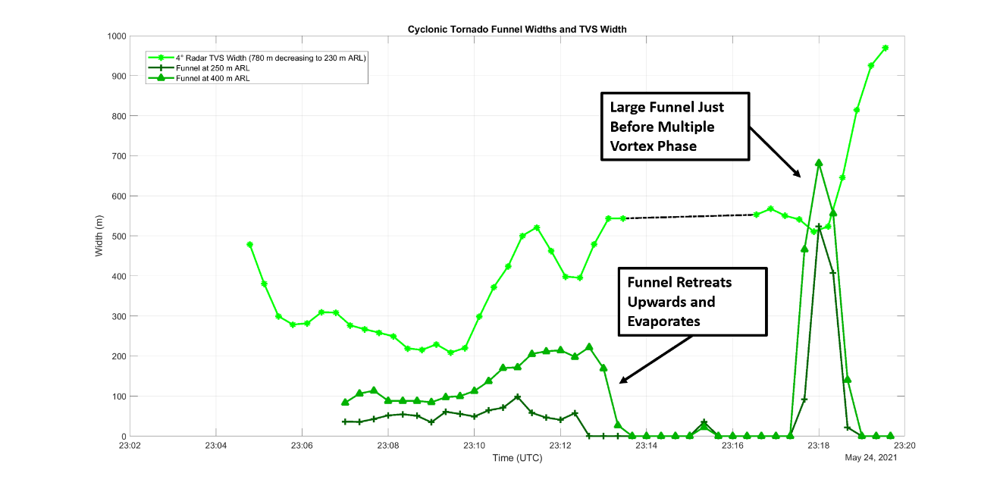 Cyclonic Tornado Funnel Widths and TVS Width
1000
900
800
700
600
500
400
300
200
100
0
Width (m)
4° Radar TVS Width (780 m decreasing to 230 m ARL)
Funnel at 250 m ARL
Funnel at 400 m ARL
Large Funnel Just
Before Multiple
Vortex Phase
Funnel Retreats
Upwards and
Evaporates
23:02 23:04 23:06 23:08 23:10 23:12 23:14 23:16 23:18 23:20
Time (UTC)
May 24, 2021